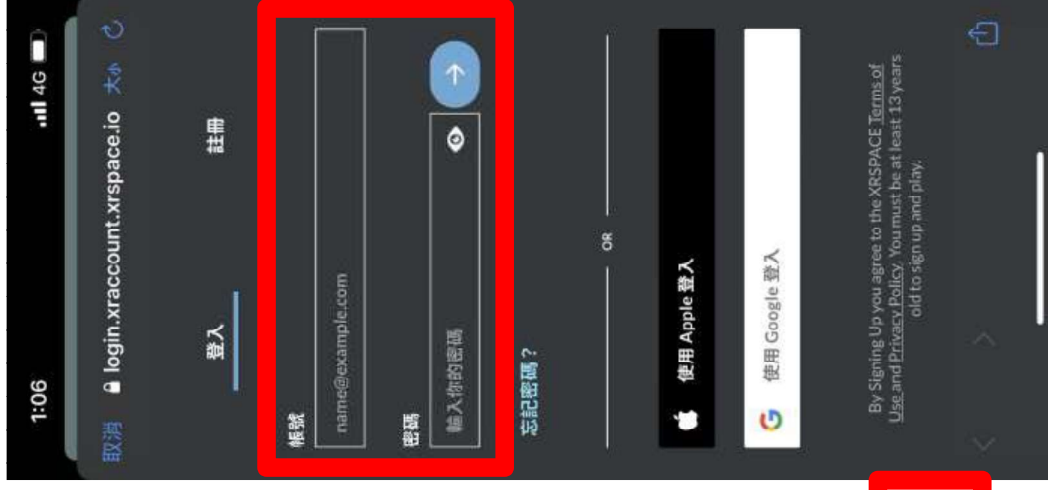 1:06
4G
取消
login.xraccount.xrspace.io
大小
登入
註冊
帳號
name@example.com
密碼
輸入你的密碼
忘記密碼？
OR
使用 Apple 登入
使用 Google 登入
By Signing Up you agree to the XRSPACE Terms of
Use and Privacy Policy. You must be at least 13 years
old to sign up and play.